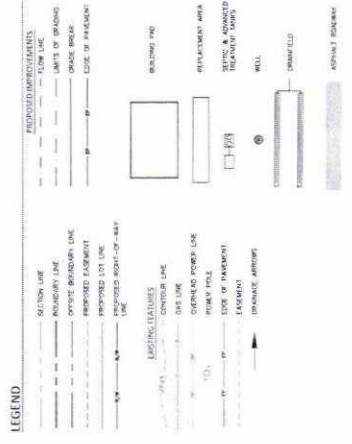 LEGEND
SECTION LINE
BOUNDARY LINE
OFFSITE BOUNDARY LINE
PROPOSED EASEMENT
PROPOSED LOT LINE
PROPOSED RIGHT-OF-WAY
LINE
EXISTING FEATURES
CONTOUR LINE
GAS LINE
OVERHEAD POWER LINE
POWER POLE
EDGE OF PAVEMENT
EASEMENT
DRAINAGE ARROWS
PROPOSED IMPROVEMENTS
FLOW LINE
LIMITS OF GRADING
GRADE BREAK
EDGE OF PAVEMENT
BUILDING PAD
REPLACEMENT AREA
SEPTIC & ADVANCED
TREATMENT TANKS
WELL
DRAINFIELD
ASPHALT ROADWAY